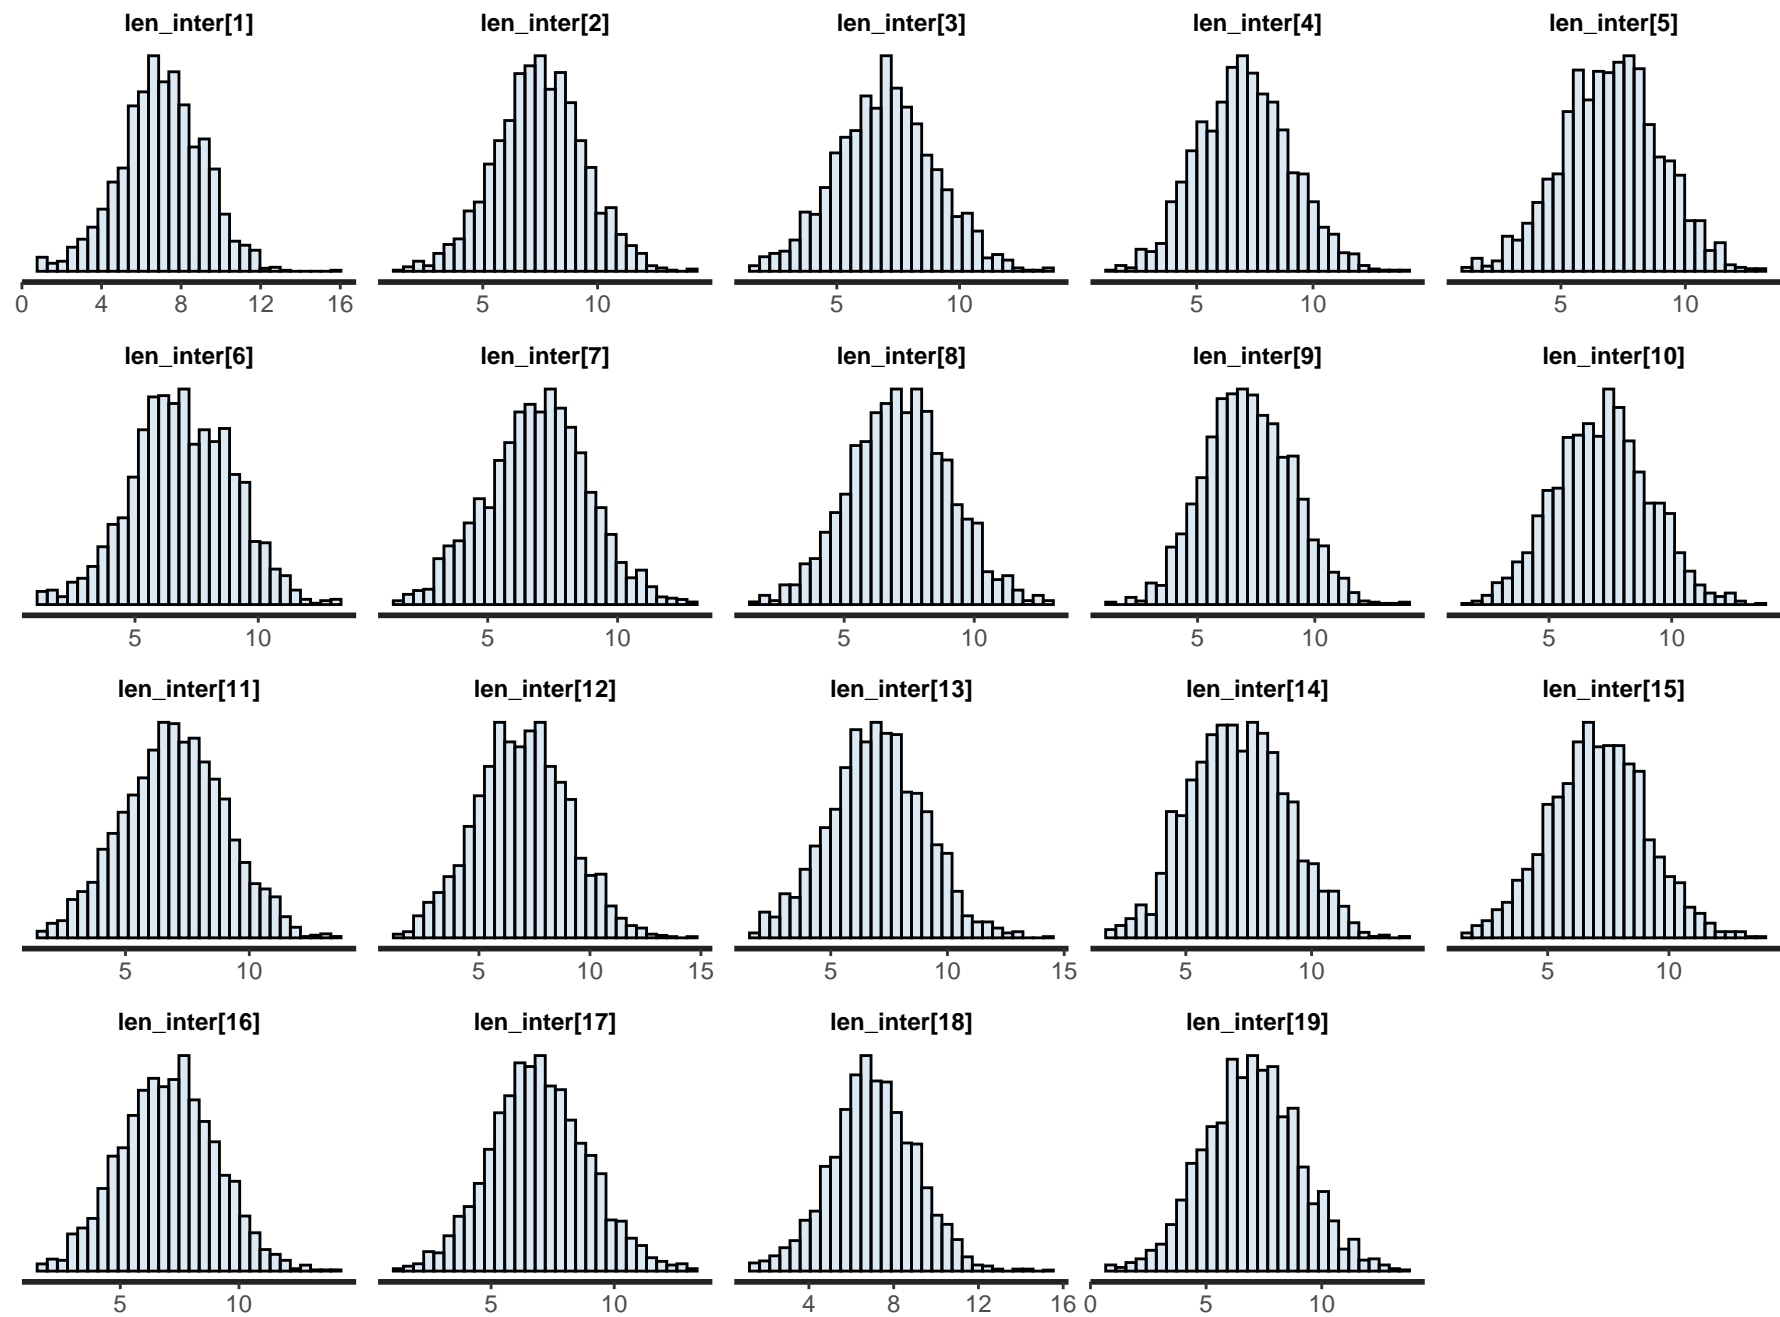 len_inter[1] len_inter[2] len_inter[3] len_inter[4] len_inter[5]
0 4 8 12 16 5 10 5 10 5 10 5 10
len_inter[6] len_inter[7] len_inter[8] len_inter[9] len_inter[10]
5 10 5 10 5 10 5 10 5 10
len_inter[11] len_inter[12] len_inter[13] len_inter[14] len_inter[15]
5 10 5 10 15 5 10 15 5 10 5 10
len_inter[16] len_inter[17] len_inter[18] len_inter[19]
5 10 5 10 4 8 12 16 0 5 10